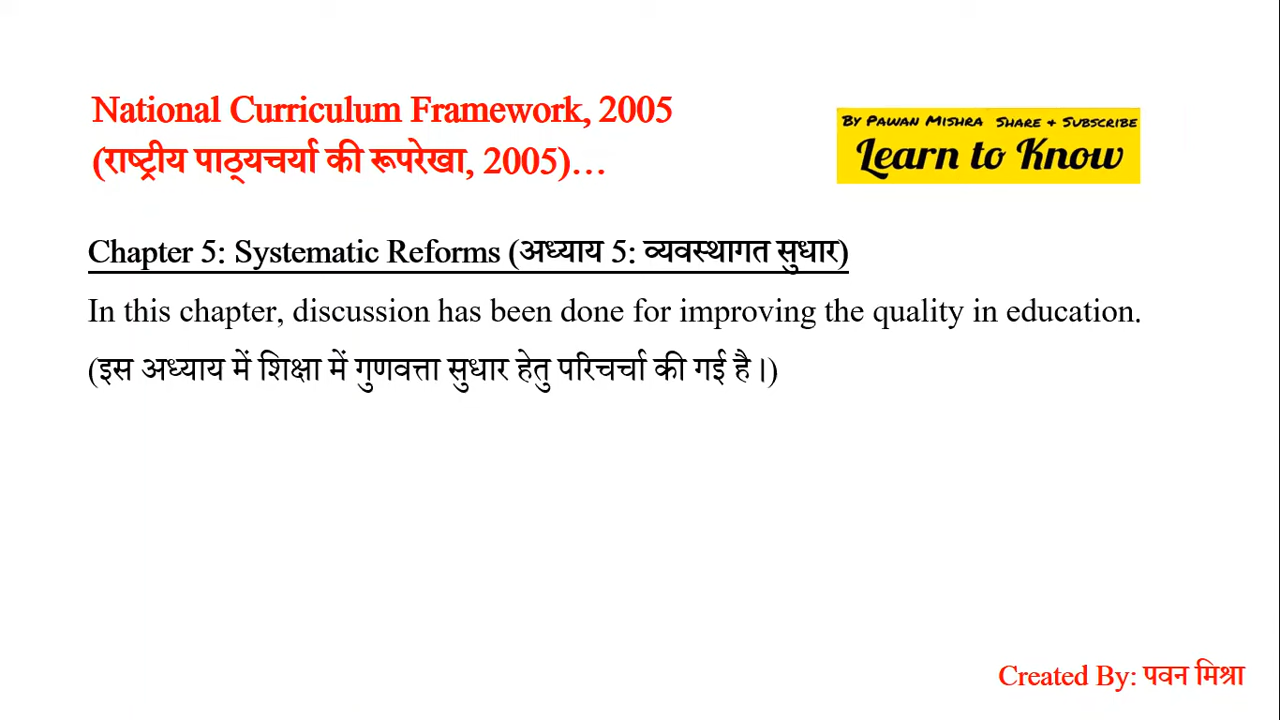 National Curriculum Framework, 2005
(राष्ट्रीय पाठ्यचर्या की रूपरेखा, 2005)...
By Pawan Mishra Share & Subscribe
Learn to Know
Chapter 5: Systematic Reforms (अध्याय 5: व्यवस्थागत सुधार)
In this chapter, discussion has been done for improving the quality in education.
(इस अध्याय में शिक्षा में गुणवत्ता सुधार हेतु परिचर्चा की गई है।)
Created By: पवन मिश्रा